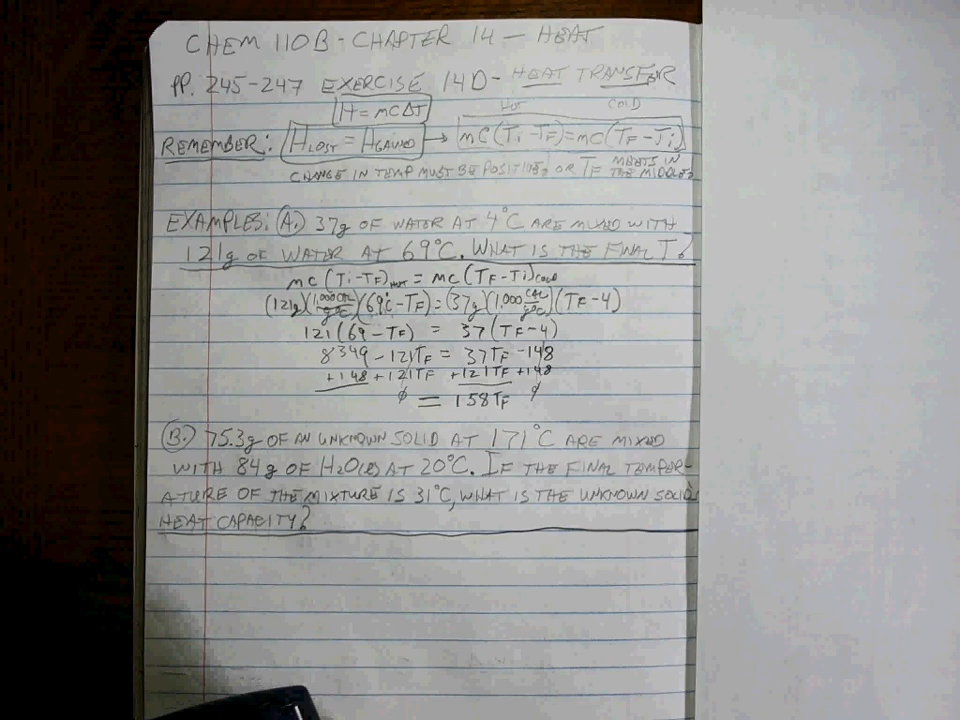 CHEM 110B - CHAPTER 14 - HEAT
PP. 245-247 EXERCISE 14D - HEAT TRANSFER
H = mCΔT HOT COLD
REMEMBER: H LOST = H GAINED → mC(Ti - TF) = mC(TF - Ti)
CHANGE IN TEMP MUST BE POSITIVE, OR TF MEETS IN THE MIDDLE
EXAMPLES: (A.) 37g OF WATER AT 4°C ARE MIXED WITH
121g OF WATER AT 69°C. WHAT IS THE FINAL T?
mC(Ti - TF)HOT = mC(TF - Ti)COLD
(121g)(1.000 CAL/g°C)(69°C - TF) = (37g)(1.000 CAL/g°C)(TF - 4)
121(69 - TF) = 37(TF - 4)
8349 - 121TF = 37TF - 148
+148 + 121TF +121TF +148
∅ = 158TF ∅
(B.) 75.3g OF AN UNKNOWN SOLID AT 171°C ARE MIXED
WITH 84g OF H2O(l) AT 20°C. IF THE FINAL TEMPER-
ATURE OF THE MIXTURE IS 31°C, WHAT IS THE UNKNOWN SOLIDS
HEAT CAPACITY?